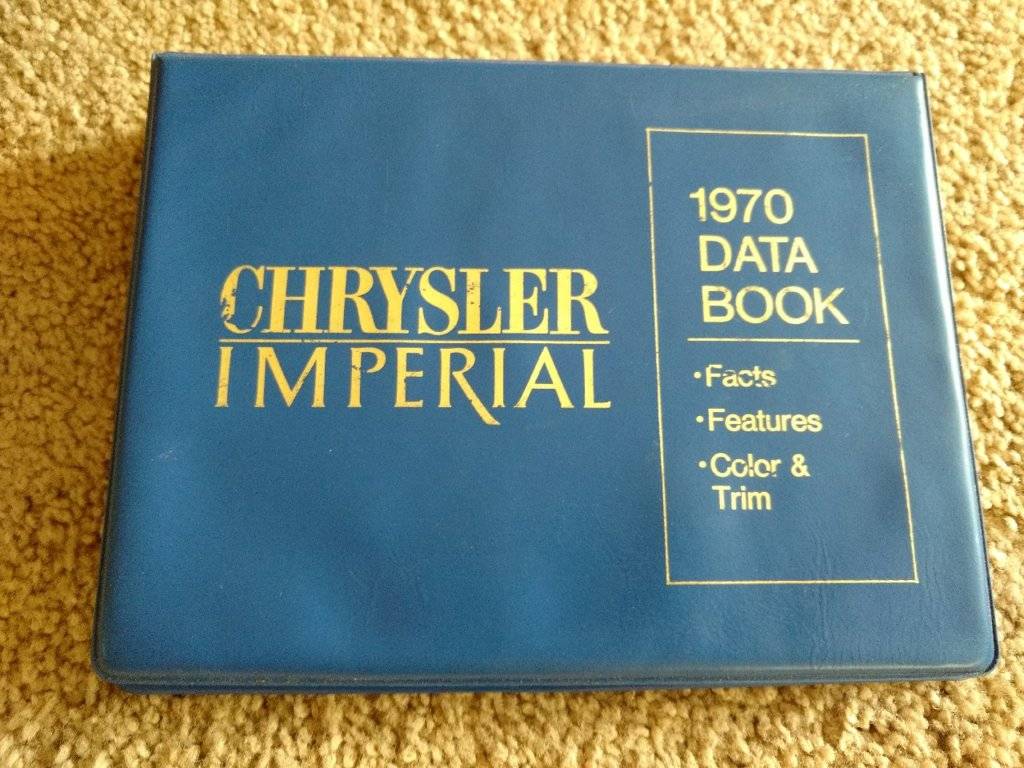 CHRYSLER
IMPERIAL
1970
DATA
BOOK
•Facts
•Features
•Color &
Trim